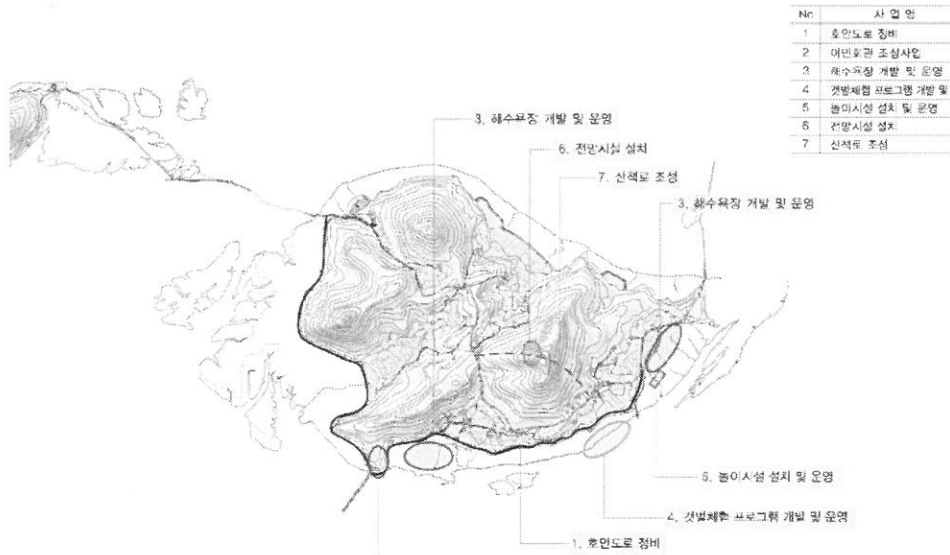 No 사 업 명
1 호안도로 정비
2 어민회관 조성사업
3 해수욕장 개발 및 운영
4 갯벌체험 프로그램 개발 및
5 놀이시설 설치 및 운영
6 전망시설 설치
7 산책로 조성
3. 해수욕장 개발 및 운영
6. 전망시설 설치
7. 산책로 조성
3. 해수욕장 개발 및 운영
5. 놀이시설 설치 및 운영
4. 갯벌체험 프로그램 개발 및 운영
1. 호안도로 정비